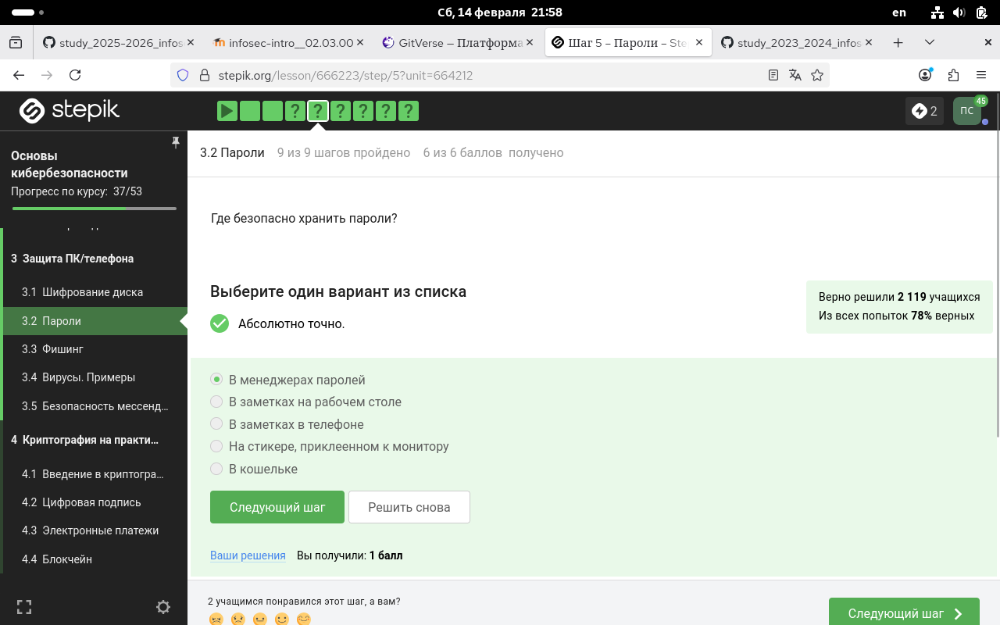 Сб, 14 февраля 21:58
en
study_2025-2026_infos
infosec-intro__02.03.00
GitVerse — Платформа
Шаг 5 – Пароли – Ste
study_2023_2024_infos
stepik.org/lesson/666223/step/5?unit=664212
stepik
? ? ? ? ? ?
2
ПС
45
Основы
кибербезопасности
Прогресс по курсу: 37/53
3 Защита ПК/телефона
3.1 Шифрование диска
3.2 Пароли
3.3 Фишинг
3.4 Вирусы. Примеры
3.5 Безопасность мессенд…
4 Криптография на практи…
4.1 Введение в криптогра…
4.2 Цифровая подпись
4.3 Электронные платежи
4.4 Блокчейн
3.2 Пароли 9 из 9 шагов пройдено 6 из 6 баллов получено
Где безопасно хранить пароли?
Выберите один вариант из списка
Абсолютно точно.
Верно решили 2 119 учащихся
Из всех попыток 78% верных
В менеджерах паролей
В заметках на рабочем столе
В заметках в телефоне
На стикере, приклеенном к монитору
В кошельке
Следующий шаг
Решить снова
Ваши решения Вы получили: 1 балл
2 учащимся понравился этот шаг, а вам?
Следующий шаг